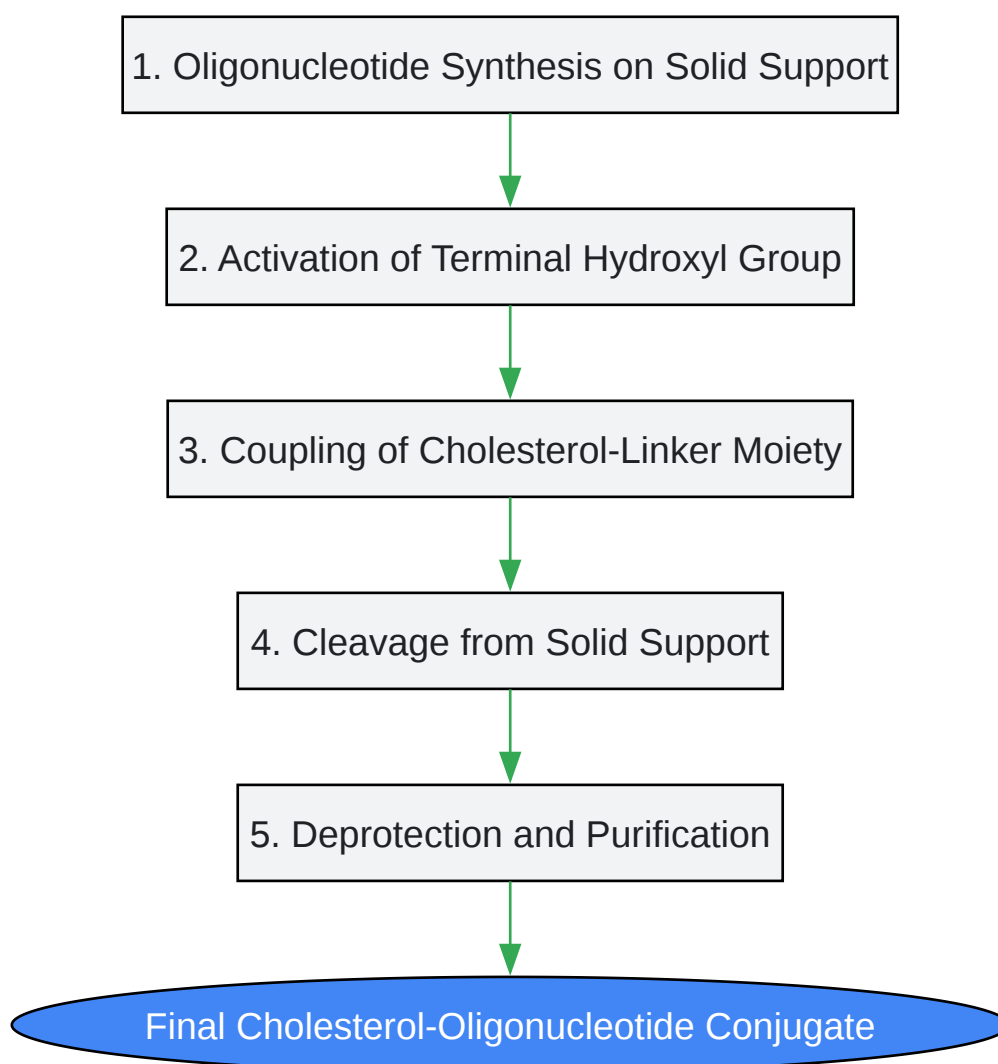 1. Oligonucleotide Synthesis on Solid Support
2. Activation of Terminal Hydroxyl Group
3. Coupling of Cholesterol-Linker Moiety
4. Cleavage from Solid Support
5. Deprotection and Purification
Final Cholesterol-Oligonucleotide Conjugate